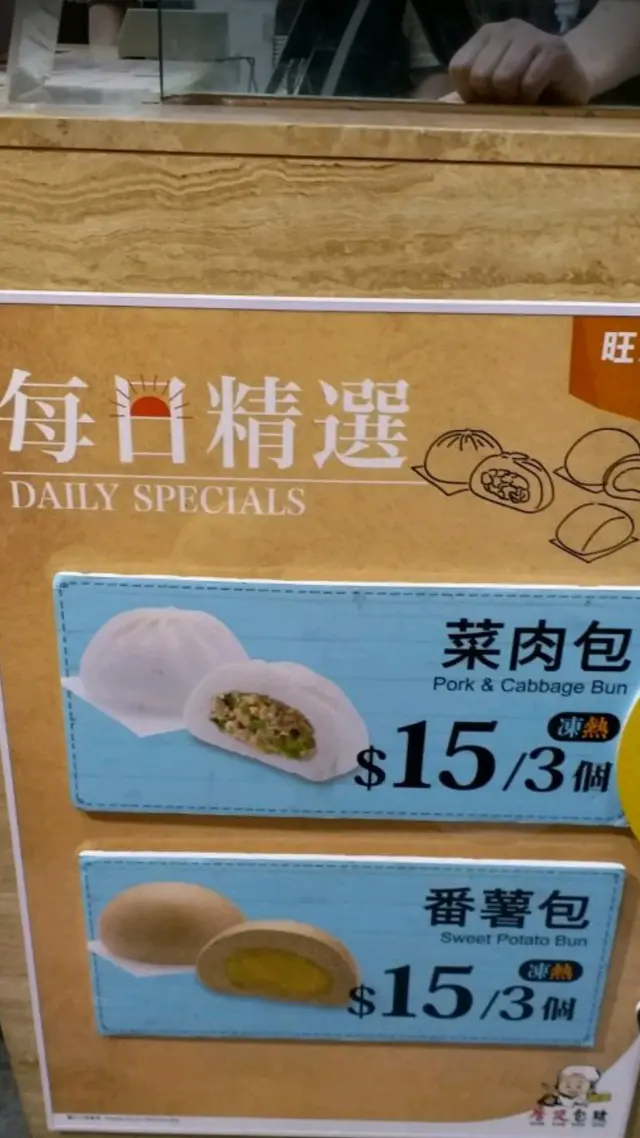 旺
每日精選
DAILY SPECIALS
菜肉包
Pork & Cabbage Bun
凍熱
$15/3個
番薯包
Sweet Potato Bun
凍熱
$15/3個